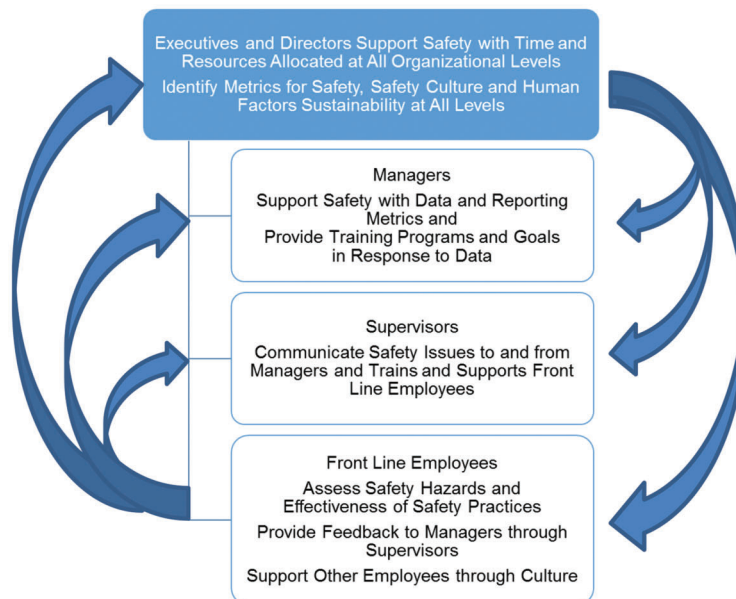 Executives and Directors Support Safety with Time and
Resources Allocated at All Organizational Levels
Identify Metrics for Safety, Safety Culture and Human
Factors Sustainability at All Levels
Managers
Support Safety with Data and Reporting
Metrics and
Provide Training Programs and Goals
in Response to Data
Supervisors
Communicate Safety Issues to and from
Managers and Trains and Supports Front
Line Employees
Front Line Employees
Assess Safety Hazards and
Effectiveness of Safety Practices
Provide Feedback to Managers through
Supervisors
Support Other Employees through Culture